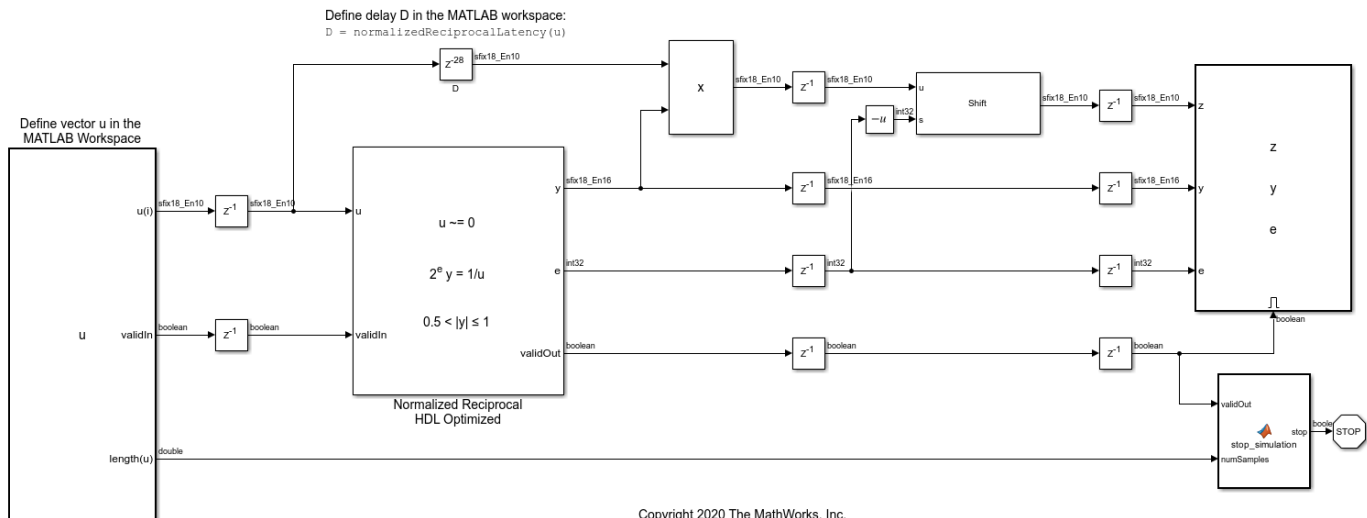 Define delay D in the MATLAB workspace:
D = normalizedReciprocalLatency(u)
z-28
sfix18_En10
D
x
sfix18_En10
z-1
sfix18_En10
u
Shift
s
-u
int32
sfix18_En10
z-1
sfix18_En10
z
z
y
e
y
e
boolean
Define vector u in the
MATLAB Workspace
u
u(i)
sfix18_En10
z-1
sfix18_En10
validIn
boolean
z-1
boolean
length(u)
double
u
u ~= 0
2e y = 1/u
0.5 < |y| ≤ 1
validIn
y
sfix18_En16
e
int32
validOut
boolean
Normalized Reciprocal
HDL Optimized
z-1
sfix18_En16
z-1
sfix18_En16
z-1
int32
z-1
int32
z-1
boolean
z-1
boolean
validOut
stop
stop_simulation
numSamples
boole
STOP
Copyright 2020 The MathWorks, Inc.